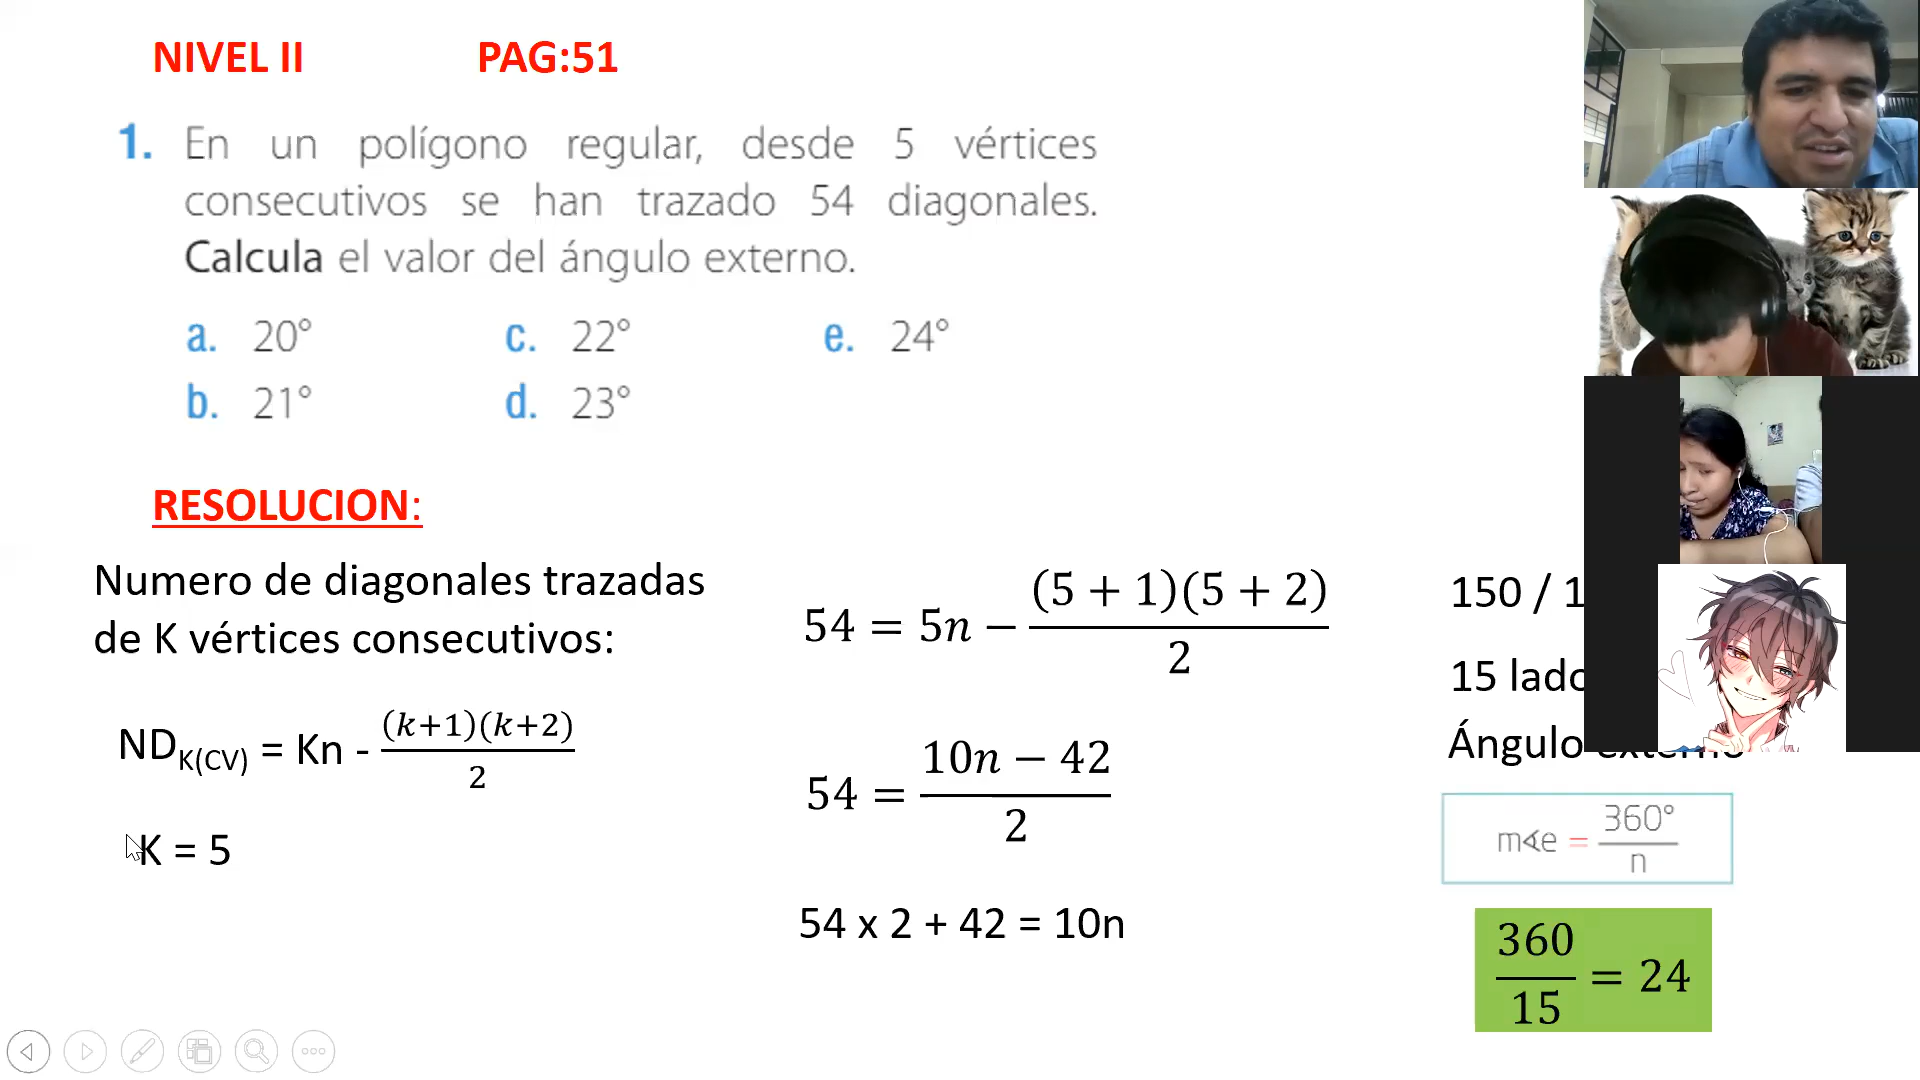 NIVEL II PAG:51
1. En un polígono regular, desde 5 vértices
consecutivos se han trazado 54 diagonales.
Calcula el valor del ángulo externo.
a. 20° c. 22° e. 24°
b. 21° d. 23°
RESOLUCION:
Numero de diagonales trazadas
de K vértices consecutivos:
ND_K(CV) = Kn - (k+1)(k+2)/2
K = 5
54 = 5n − (5 + 1)(5 + 2)/2
54 = 10n − 42/2
54 x 2 + 42 = 10n
150 / 1
15 lado
Ángulo externo
m∢e = 360°/n
360/15 = 24